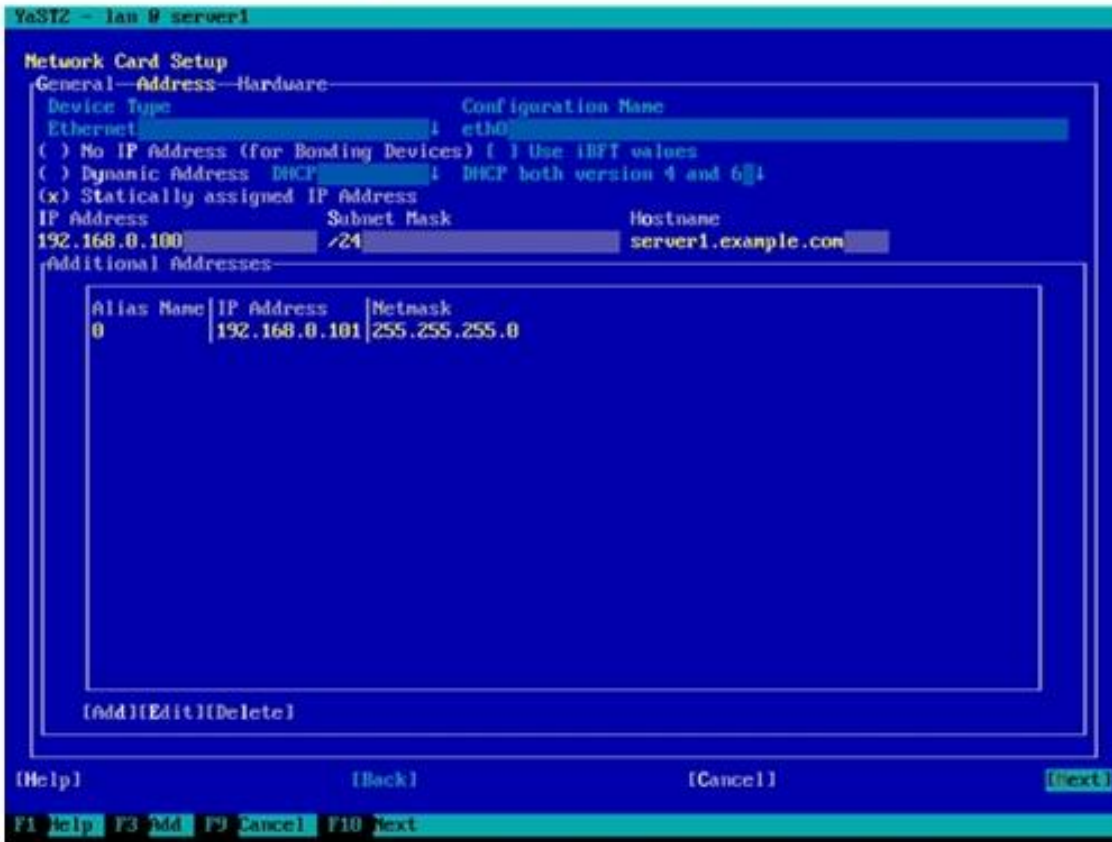 YaST2 - lan @ server1
Network Card Setup
General Address Hardware
Device Type Configuration Name
Ethernet eth0
( ) No IP Address (for Bonding Devices) [ ] Use iBFT values
( ) Dynamic Address DHCP DHCP both version 4 and 6
(x) Statically assigned IP Address
IP Address Subnet Mask Hostname
192.168.0.100 /24 server1.example.com
Additional Addresses
Alias Name IP Address Netmask
0 192.168.0.101 255.255.255.0
[Add][Edit][Delete]
[Help] [Back] [Cancel] [Next]
F1 Help F3 Add F9 Cancel F10 Next